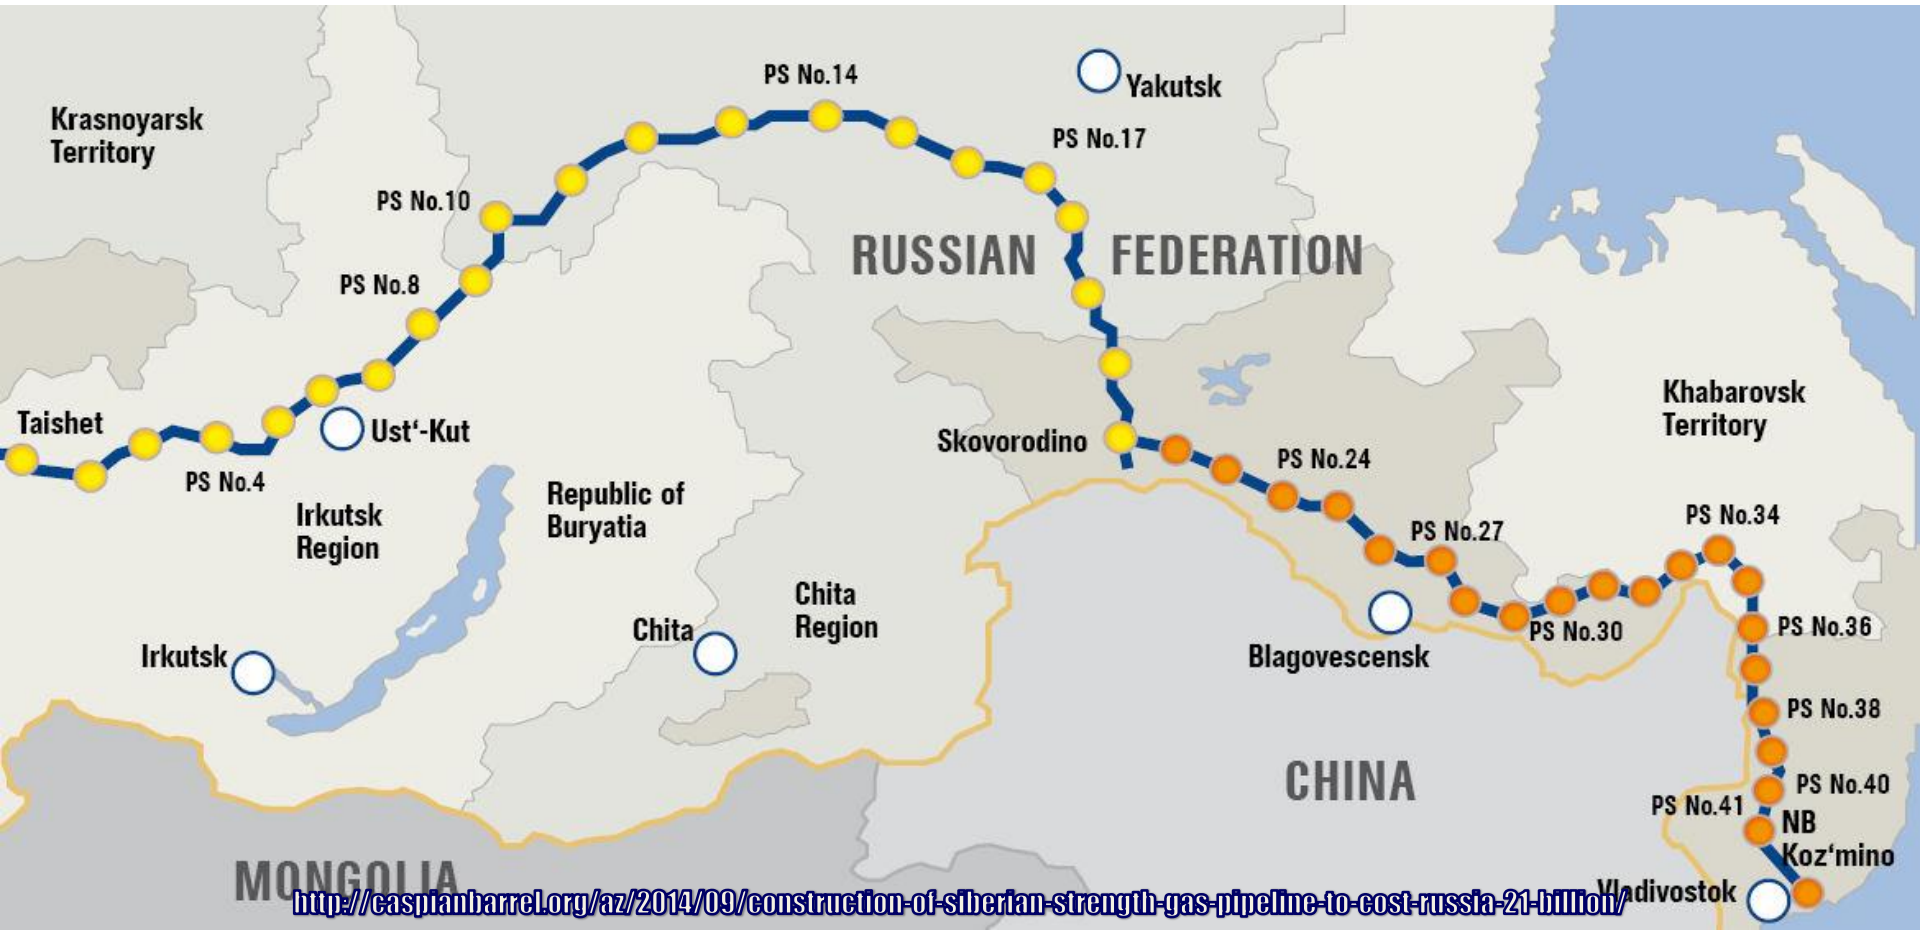 PS No.14
Yakutsk
Krasnoyarsk
Territory
PS No.17
PS No.10
RUSSIAN FEDERATION
PS No.8
Khabarovsk
Territory
Taishet
Ust‘-Kut
Skovorodino
PS No.24
PS No.4
Republic of
Buryatia
Irkutsk
Region
PS No.34
PS No.27
Chita
Region
PS No.30
PS No.36
Chita
Irkutsk
Blagovescensk
PS No.38
CHINA
PS No.40
PS No.41
NB
Koz‘mino
MONGOLIA
Vladivostok
http://caspianbarrel.org/az/2014/09/construction-of-siberian-strength-gas-pipeline-to-cost-russia-21-billion/